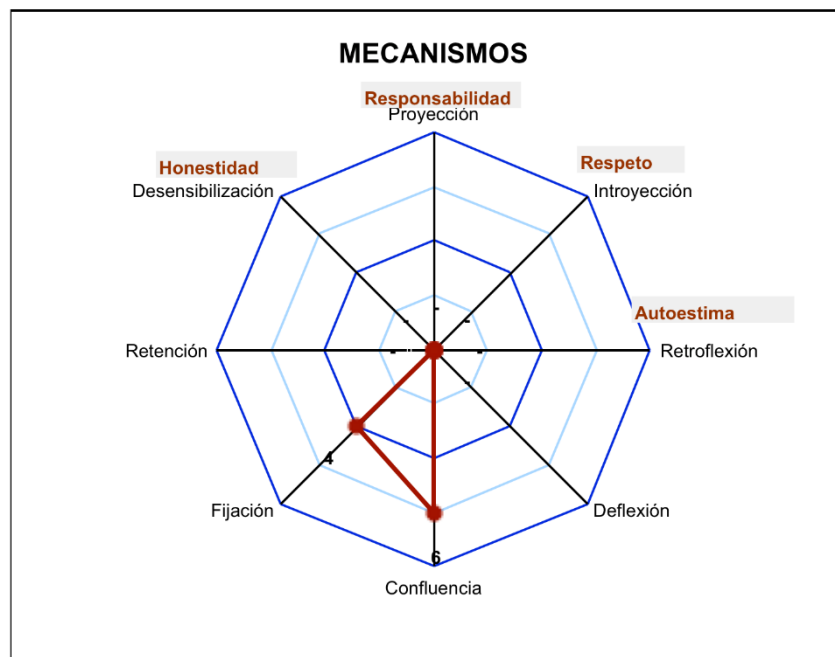 MECANISMOS
Responsabilidad
Proyección
Honestidad
Desensibilización
Respeto
Introyección
Autoestima
Retroflexión
Retención
-
-
-
-
-
-
4
Fijación
Deflexión
6
Confluencia